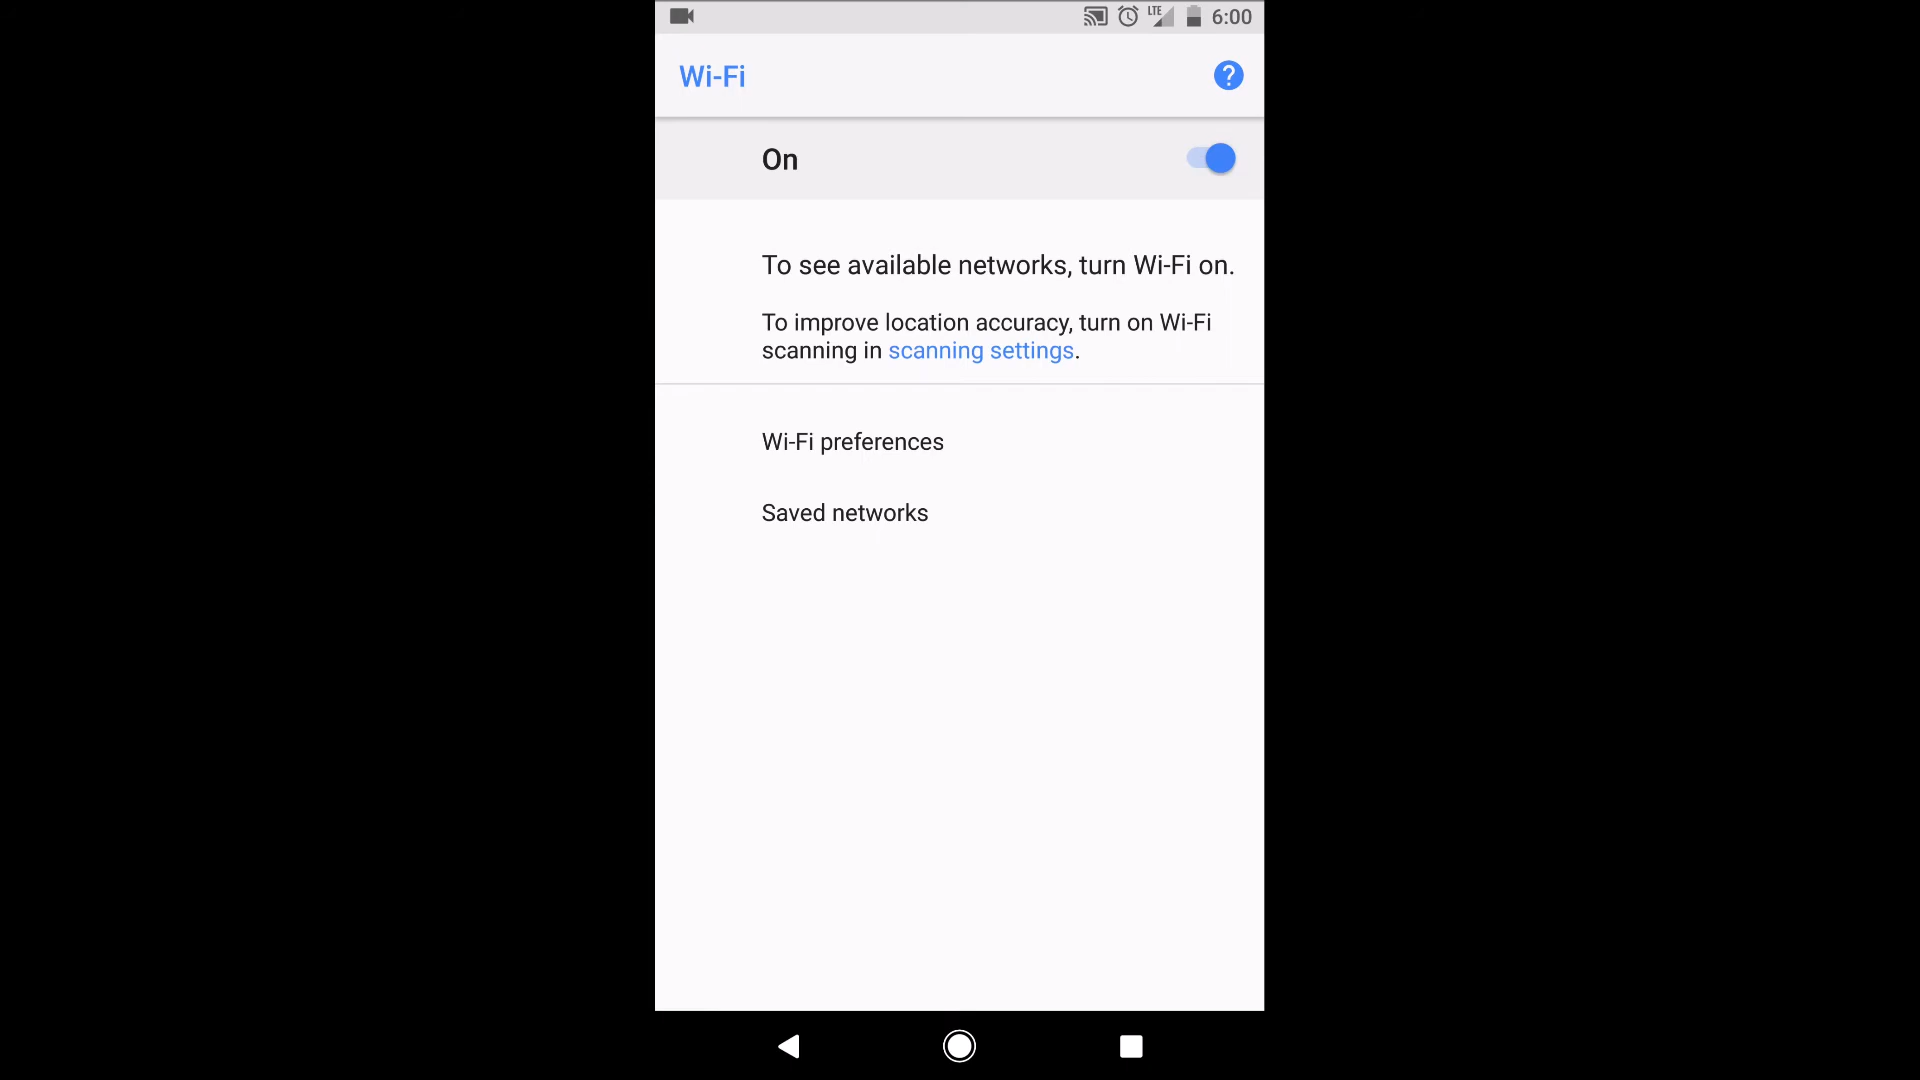 LTE 6:00
Wi-Fi ?
On
To see available networks, turn Wi-Fi on.
To improve location accuracy, turn on Wi-Fi
scanning in scanning settings.
Wi-Fi preferences
Saved networks